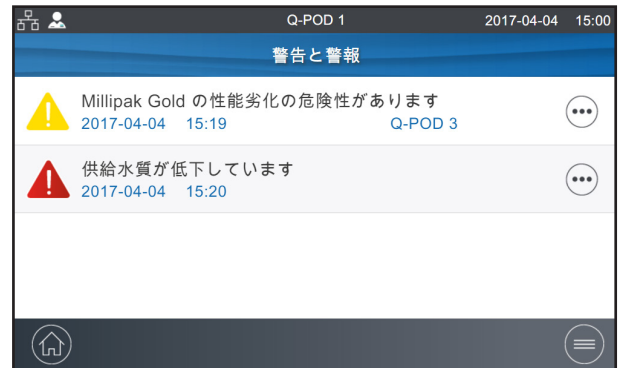 Q-POD 1 2017-04-04 15:00
警告と警報
Millipak Gold の性能劣化の危険性があります
2017-04-04 15:19 Q-POD 3
供給水質が低下しています
2017-04-04 15:20